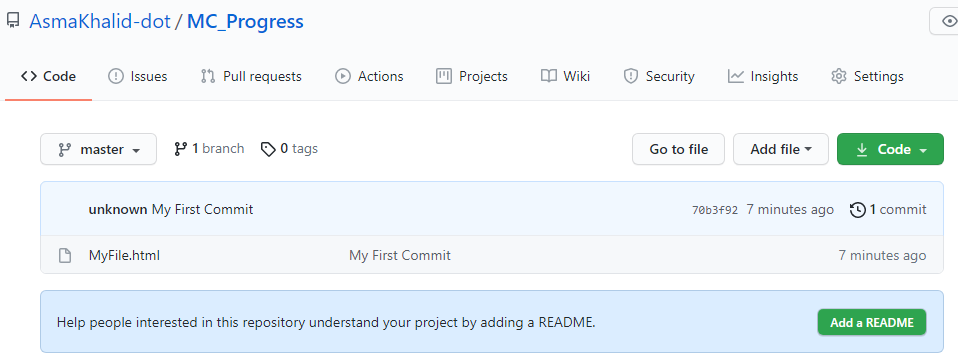 AsmaKhalid-dot / MC_Progress
Code Issues Pull requests Actions Projects Wiki Security Insights Settings
master 1 branch 0 tags Go to file Add file Code
unknown My First Commit 70b3f92 7 minutes ago 1 commit
MyFile.html My First Commit 7 minutes ago
Help people interested in this repository understand your project by adding a README. Add a README